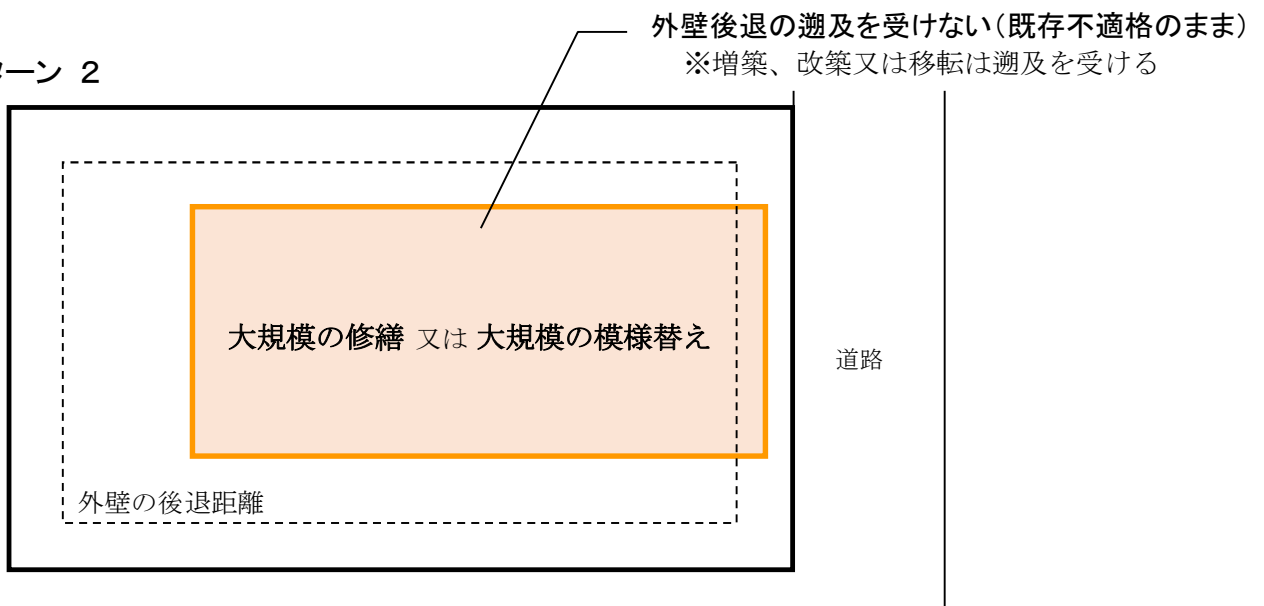 外壁後退の遡及を受けない（既存不適格のまま）
※増築、改築又は移転は遡及を受ける
ターン ２
大規模の修繕 又は 大規模の模様替え
道路
外壁の後退距離